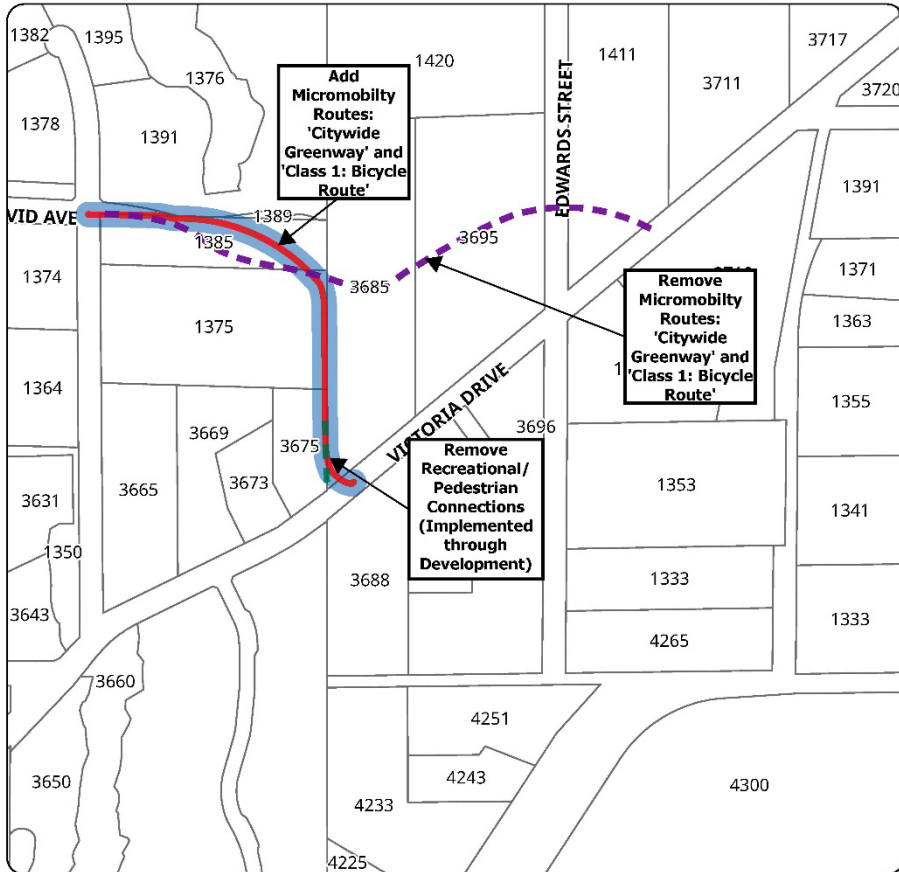 1382
1395
1376
1378
1391
1420
1411
3717
3711
3720
EDWARDS STREET
Add
Micromobilty
Routes:
'Citywide
Greenway' and
'Class 1: Bicycle
Route'
1391
VID AVE
1389
1385
3695
1374
3685
1371
Remove
Micromobilty
Routes:
'Citywide
Greenway' and
'Class 1: Bicycle
Route'
1363
1375
1364
1355
VICTORIA DRIVE
3669
3675
3696
Remove
Recreational/
Pedestrian
Connections
(Implemented
through
Development)
3631
3665
3673
1353
1341
1350
3643
3688
1333
1333
4265
3660
4251
3650
4243
4233
4300
4225